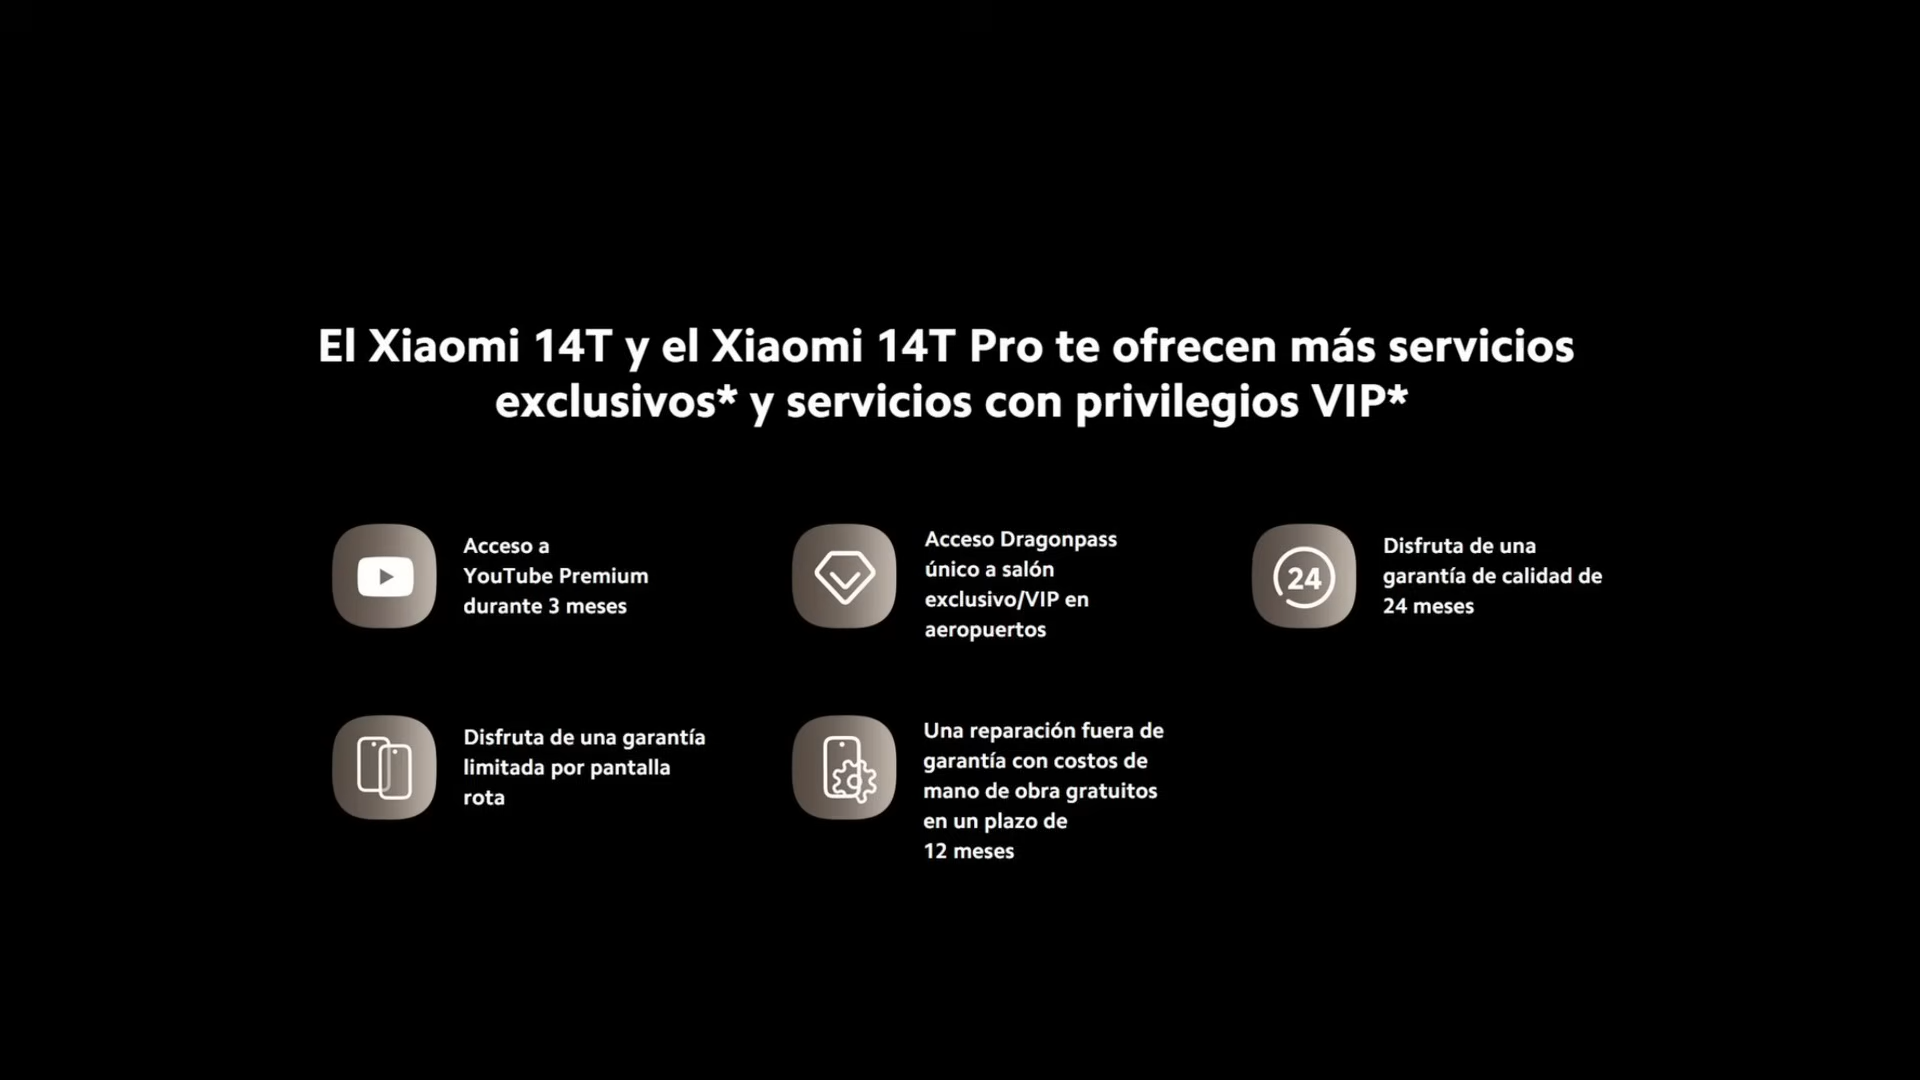 El Xiaomi 14T y el Xiaomi 14T Pro te ofrecen más servicios
exclusivos* y servicios con privilegios VIP*
Acceso a
YouTube Premium
durante 3 meses
Acceso Dragonpass
único a salón
exclusivo/VIP en
aeropuertos
24
Disfruta de una
garantía de calidad de
24 meses
Disfruta de una garantía
limitada por pantalla
rota
Una reparación fuera de
garantía con costos de
mano de obra gratuitos
en un plazo de
12 meses